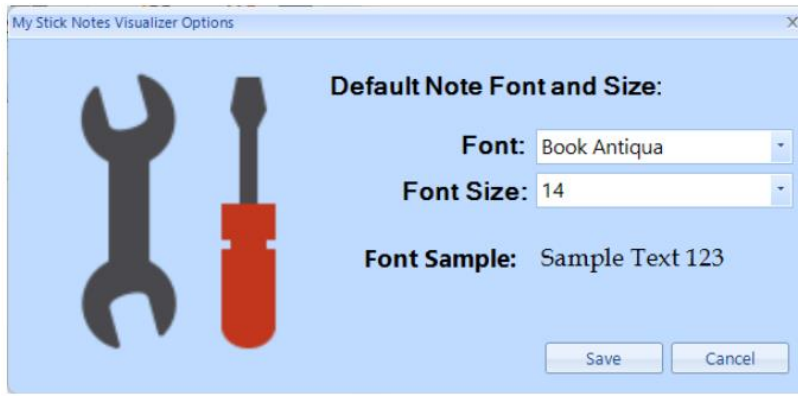 My Stick Notes Visualizer Options
Default Note Font and Size:
Font: Book Antiqua
Font Size: 14
Font Sample: Sample Text 123
Save Cancel